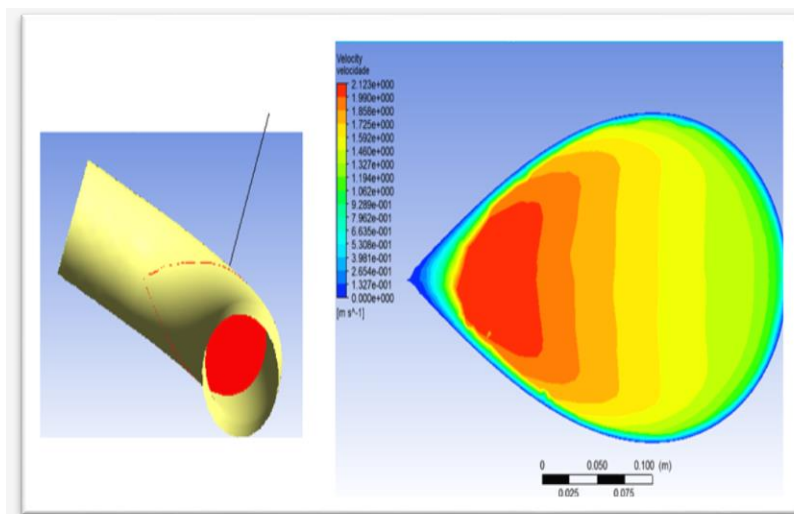 Velocity
velocidade
2.123e+000
1.990e+000
1.858e+000
1.725e+000
1.592e+000
1.460e+000
1.327e+000
1.194e+000
1.062e+000
9.289e-001
7.962e-001
6.635e-001
5.308e-001
3.981e-001
2.654e-001
1.327e-001
0.000e+000
[m s^-1]
0 0.050 0.100 (m)
0.025 0.075